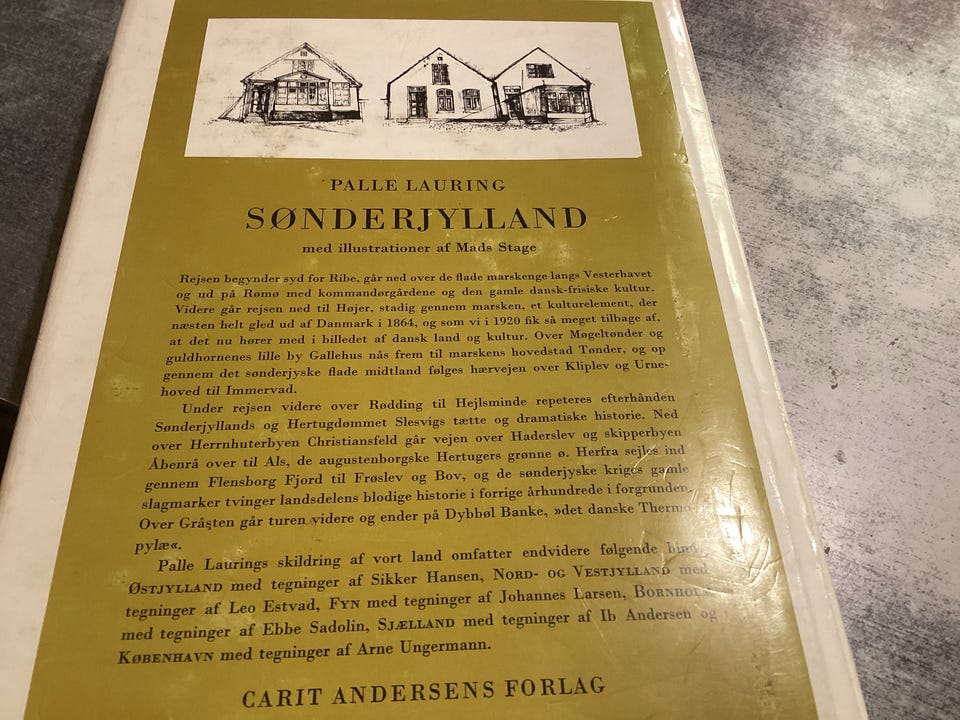 PALLE LAURING
SØNDERJYLLAND
med illustrationer af Mads Stage
Rejsen begynder syd for Ribe, går ned over de flade marskenge langs Vesterhavet
og ud på Rømø med kommandørgårdene og den gamle dansk-frisiske kultur.
Videre går rejsen ned til Højer, stadig gennem marsken, et kulturelement, der
næsten helt gled ud af Danmark i 1864, og som vi i 1920 fik så meget tilbage af,
at det nu hører med i billedet af dansk land og kultur. Over Møgeltønder og
guldhornenes lille by Gallehus nås frem til marskens hovedstad Tønder, og op
gennem det sønderjyske flade midtland følges hærvejen over Kliplev og Urne-
hoved til Immervad.
Under rejsen videre over Rødding til Hejlsminde repeteres efterhånden
Sønderjyllands og Hertugdømmet Slesvigs tætte og dramatiske historie. Ned
over Herrnhuterbyen Christiansfeld går vejen over Haderslev og skipperbyen
Åbenrå over til Als, de augustenborgske Hertugers grønne ø. Herfra sejles ind
gennem Flensborg Fjord til Frøslev og Bov, og de sønderjyske kriges gamle
slagmarker tvinger landsdelens blodige historie i forrige århundrede i forgrunden.
Over Gråsten går turen videre og ender på Dybbøl Banke, »det danske Thermo-
pylæ«.
Palle Laurings skildring af vort land omfatter endvidere følgende bind:
ØSTJYLLAND med tegninger af Sikker Hansen, NORD- OG VESTJYLLAND med
tegninger af Leo Estvad, FYN med tegninger af Johannes Larsen, BORNHOLM
med tegninger af Ebbe Sadolin, SJÆLLAND med tegninger af Ib Andersen og
KØBENHAVN med tegninger af Arne Ungermann.
CARIT ANDERSENS FORLAG